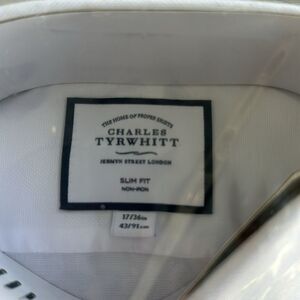 THE HOME OF PROPER SHIRTS
CHARLES
TYRWHITT
JERMYN STREET LONDON
SLIM FIT
NON-IRON
17/36in
43/91cm